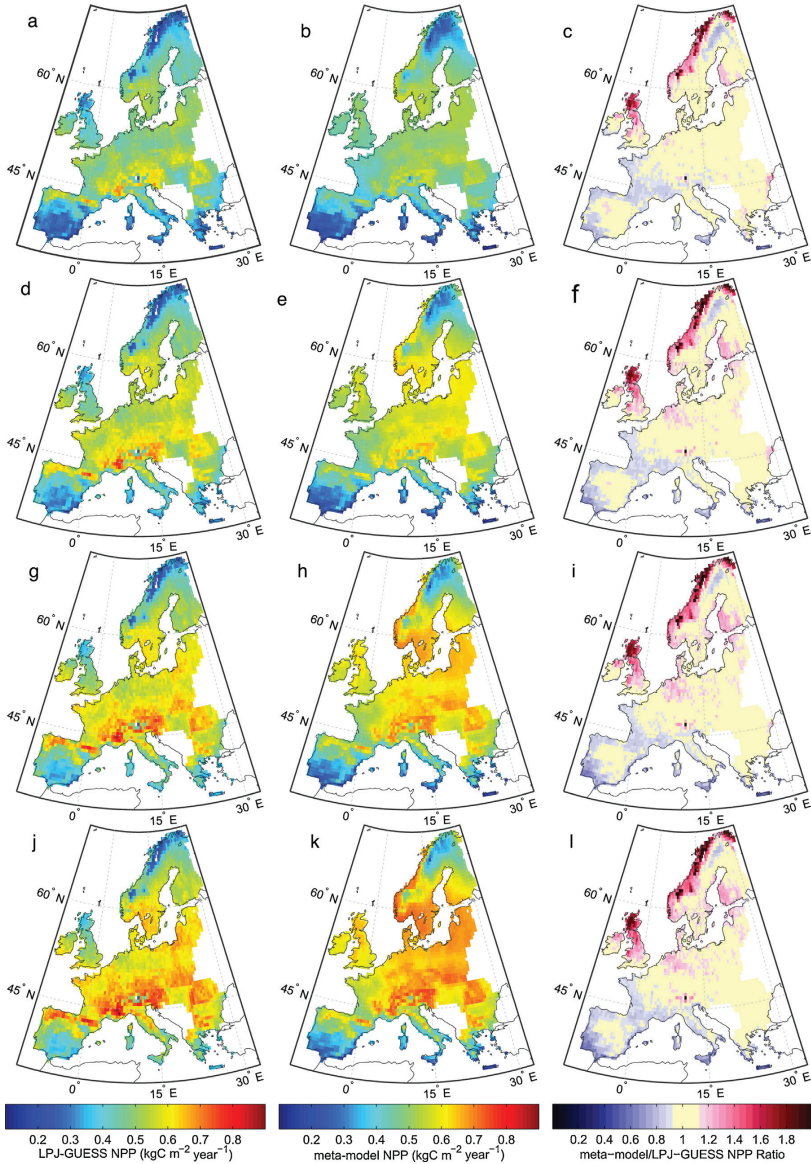 a
b
c
60° N
60° N
60° N
45° N
45° N
45° N
0°
15 E
30° E
0°
15 E
30° E
0°
15 E
30° E
d
e
f
60° N
60° N
60° N
45° N
45° N
45° N
0°
15 E
30° E
0°
15 E
30° E
0°
15 E
30° E
g
h
i
60° N
60° N
60° N
45° N
45° N
45° N
0°
15 E
30° E
0°
15 E
30° E
0°
15 E
30° E
j
k
l
60° N
60° N
60° N
45° N
45° N
45° N
0°
15 E
30° E
0°
15 E
30° E
0°
15 E
30° E
0.2 0.3 0.4 0.5 0.6 0.7 0.8
LPJ-GUESS NPP (kgC m⁻² year⁻¹)
0.2 0.3 0.4 0.5 0.6 0.7 0.8
meta-model NPP (kgC m⁻² year⁻¹)
0.2 0.4 0.6 0.8 1 1.2 1.4 1.6 1.8
meta-model/LPJ-GUESS NPP Ratio